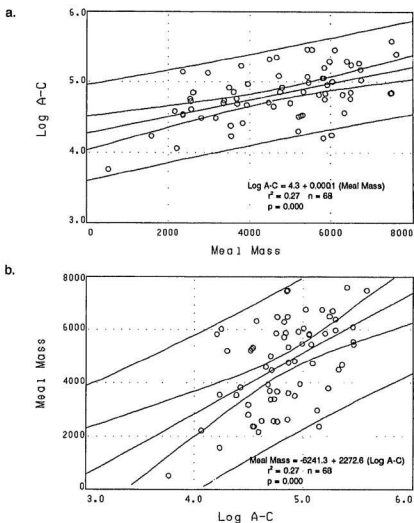 a.
Log A-C
6.0
5.0
4.0
3.0
0
2000
4000
6000
8000
Meal Mass
Log A-C = 4.3 + 0.0001 (Meal Mass)
r² = 0.27 n = 68
p = 0.000
b.
Meal Mass
8000
6000
4000
2000
0
3.0
4.0
5.0
6.0
Log A-C
Meal Mass = -6241.3 + 2272.6 (Log A-C)
r² = 0.27 n = 68
p = 0.000